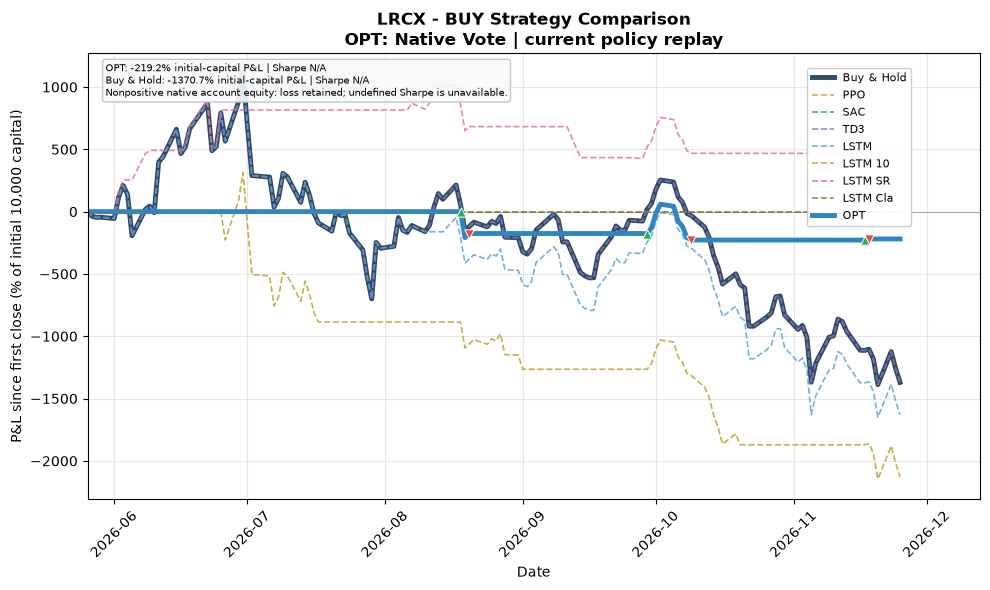 LRCX - BUY Strategy Comparison
OPT: Native Vote | current policy replay
OPT: -219.2% initial-capital P&L | Sharpe N/A
Buy & Hold: -1370.7% initial-capital P&L | Sharpe N/A
Nonpositive native account equity: loss retained; undefined Sharpe is unavailable.
Buy & Hold
PPO
SAC
TD3
LSTM
LSTM 10
LSTM SR
LSTM Cla
OPT
P&L since first close (% of initial 10,000 capital)
1000
500
0
−500
−1000
−1500
−2000
2026-06
2026-07
2026-08
2026-09
2026-10
2026-11
2026-12
Date